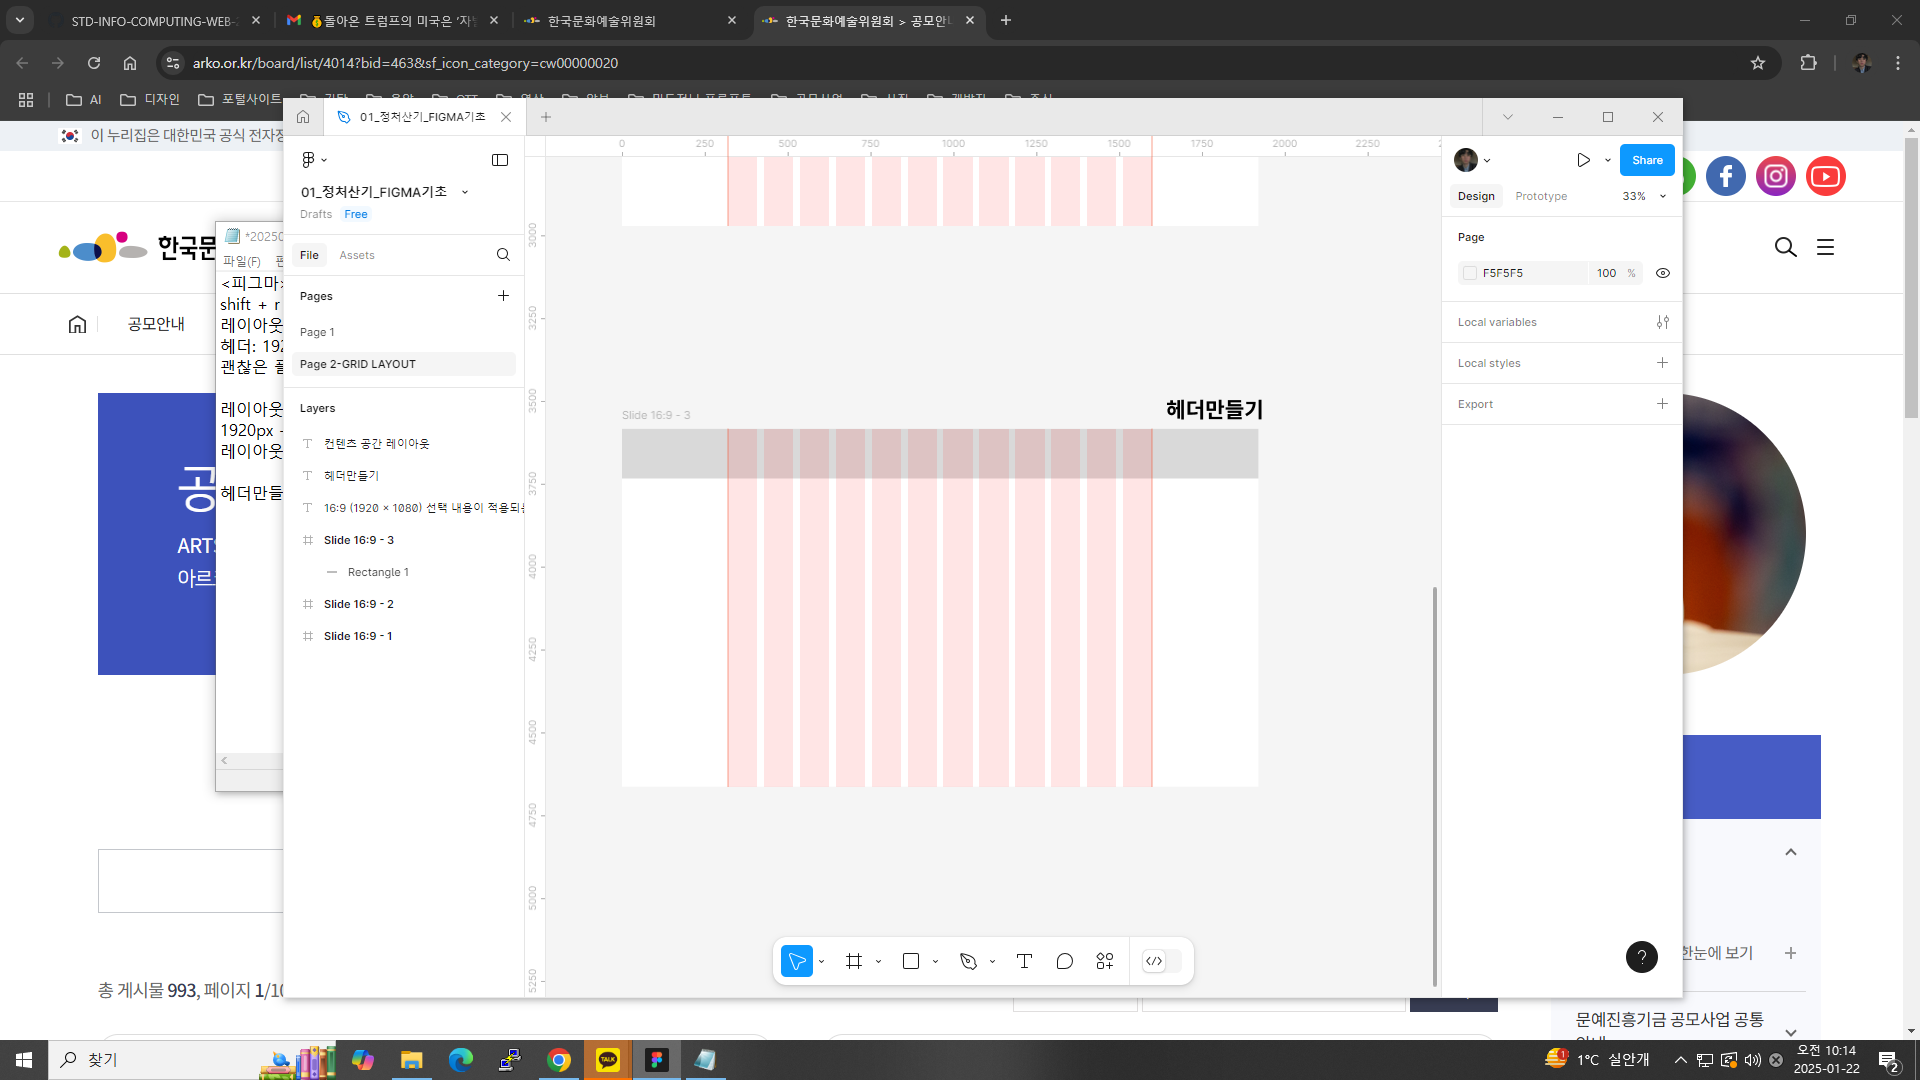 STD-INFO-COMPUTING-WEB-2
💰돌아온 트럼프의 미국은 '자
한국문화예술위원회
한국문화예술위원회 > 공모안
arko.or.kr/board/list/4014?bid=463&sf_icon_category=cw00000020
AI
디자인
포털사이트
이 누리집은 대한민국 공식 전자정
한국문
공모안내
*2025
파일(F)
<피그마>
shift + r
레이아웃
헤더: 192
괜찮은
레이아웃
1920px -
레이아웃
헤더만들
공
ARTS
아르
총 게시물 993, 페이지 1/10
01_정처산기_FIGMA기초
01_정처산기_FIGMA기초
Drafts
Free
File
Assets
Pages
Page 1
Page 2-GRID LAYOUT
Layers
컨텐츠 공간 레이아웃
헤더만들기
16:9 (1920 × 1080) 선택 내용이 적용되는
Slide 16:9 - 3
Rectangle 1
Slide 16:9 - 2
Slide 16:9 - 1
0 250 500 750 1000 1250 1500 1750 2000 2250
3000
3250
3500
3750
4000
4250
4500
4750
5000
5250
Slide 16:9 - 3
헤더만들기
Share
Design
Prototype
33%
Page
F5F5F5
100 %
Local variables
Local styles
Export
?
한눈에 보기
문예진흥기금 공모사업 공통
찾기
TALK
1
1°C 실안개
오전 10:14
2025-01-22
2